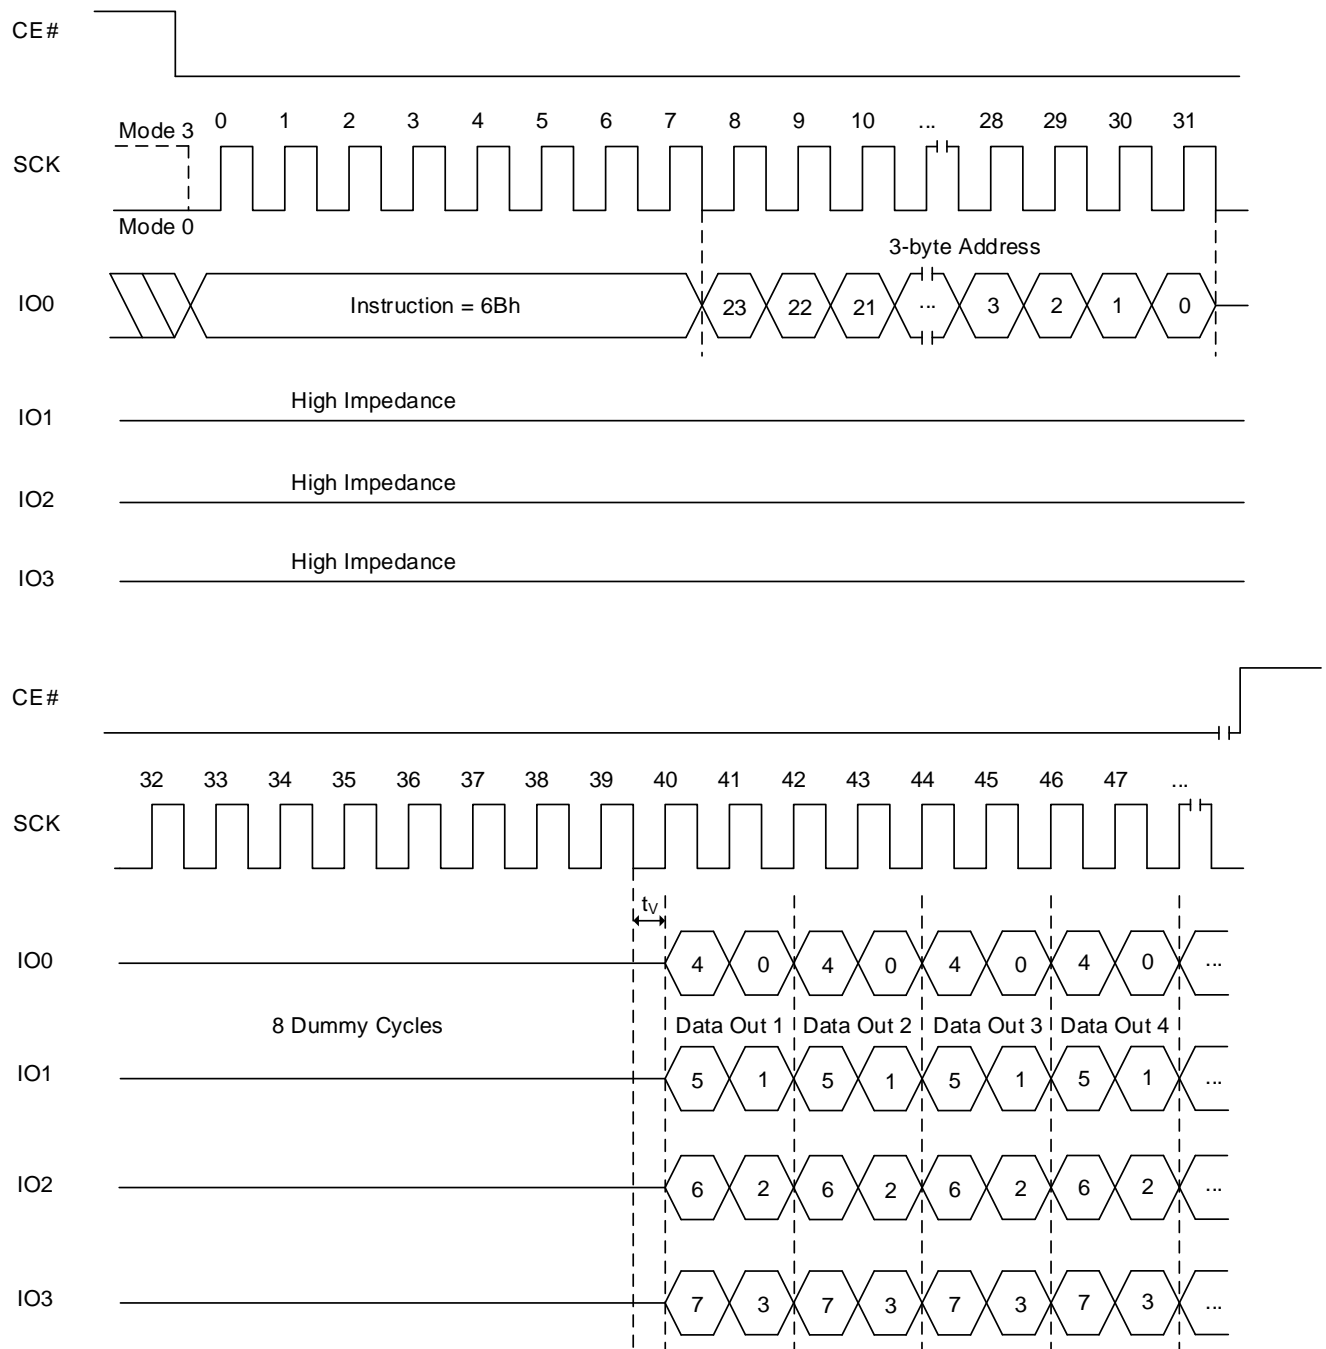 CE#
Mode 3 0 1 2 3 4 5 6 7 8 9 10 ... 28 29 30 31
SCK
Mode 0
3-byte Address
IO0 Instruction = 6Bh 23 22 21 ... 3 2 1 0
High Impedance
IO1
High Impedance
IO2
High Impedance
IO3
CE#
32 33 34 35 36 37 38 39 40 41 42 43 44 45 46 47 ...
SCK
tV
IO0 4 0 4 0 4 0 4 0 ...
8 Dummy Cycles Data Out 1 Data Out 2 Data Out 3 Data Out 4
IO1 5 1 5 1 5 1 5 1 ...
IO2 6 2 6 2 6 2 6 2 ...
IO3 7 3 7 3 7 3 7 3 ...